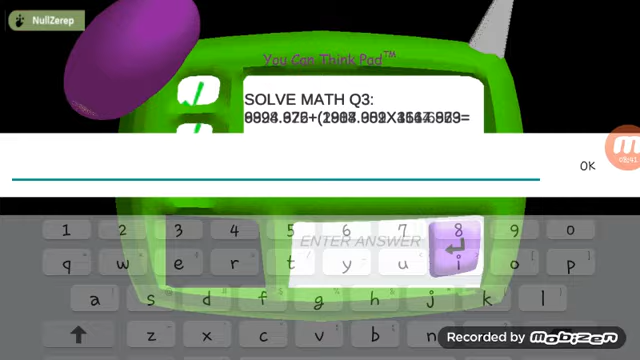 NullZerep
You Can Think Pad™
SOLVE MATH Q3:
OK
ENTER ANSWER
1 2 3 4 5 6 7 8 9 0
q w e r t y u i o p
a s d f g h j k l
z x c v b n
Recorded by mobizen